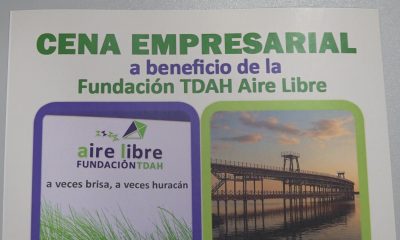 CENA EMPRESARIAL
a beneficio de la
Fundación TDAH Aire Libre
aire libre
FUNDACIÓNTDAH
a veces brisa, a veces huracán